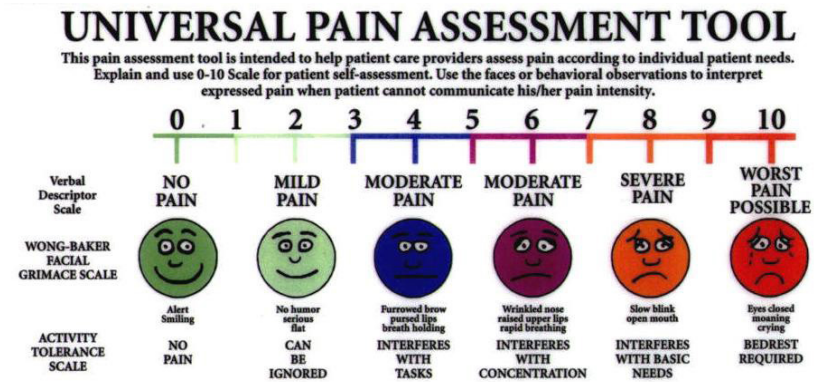 UNIVERSAL PAIN ASSESSMENT TOOL
This pain assessment tool is intended to help patient care providers assess pain according to individual patient needs.
Explain and use 0-10 Scale for patient self-assessment. Use the faces or behavioral observations to interpret
expressed pain when patient cannot communicate his/her pain intensity.
0 1 2 3 4 5 6 7 8 9 10
Verbal
Descriptor
Scale
NO
PAIN
MILD
PAIN
MODERATE
PAIN
MODERATE
PAIN
SEVERE
PAIN
WORST
PAIN
POSSIBLE
WONG-BAKER
FACIAL
GRIMACE SCALE
Alert
Smiling
No humor
serious
flat
Furrowed brow
pursed lips
breath holding
Wrinkled nose
raised upper lips
rapid breathing
Slow blink
open mouth
Eyes closed
moaning
crying
ACTIVITY
TOLERANCE
SCALE
NO
PAIN
CAN
BE
IGNORED
INTERFERES
WITH
TASKS
INTERFERES
WITH
CONCENTRATION
INTERFERES
WITH BASIC
NEEDS
BEDREST
REQUIRED